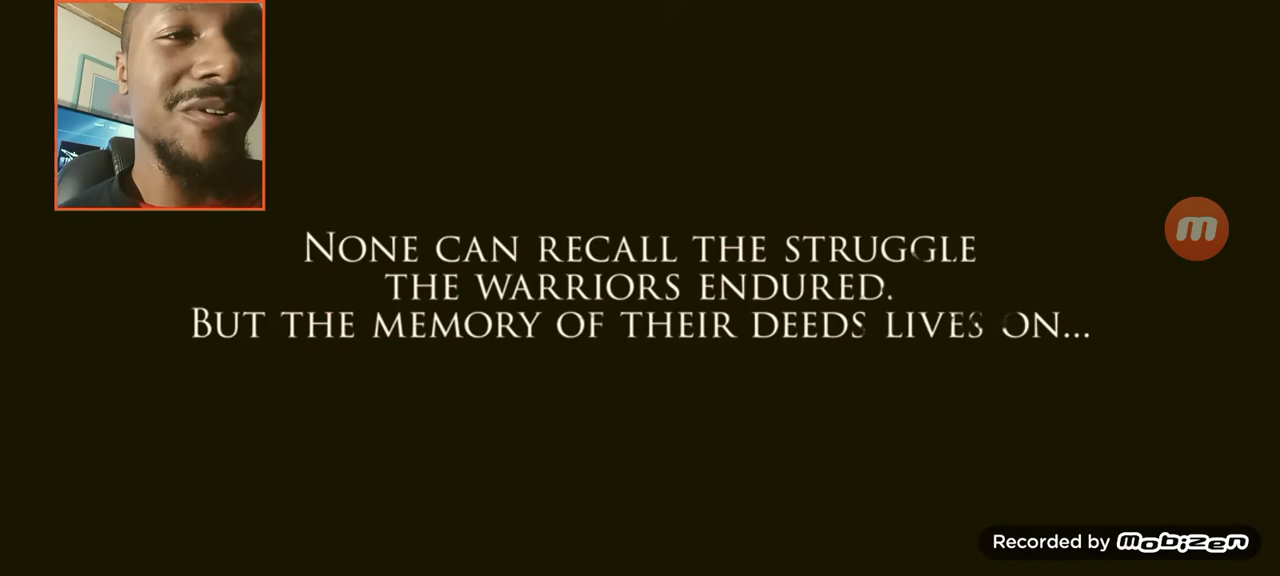 None can recall the struggle
the warriors endured.
But the memory of their deeds lives on...
m
Recorded by mobizen